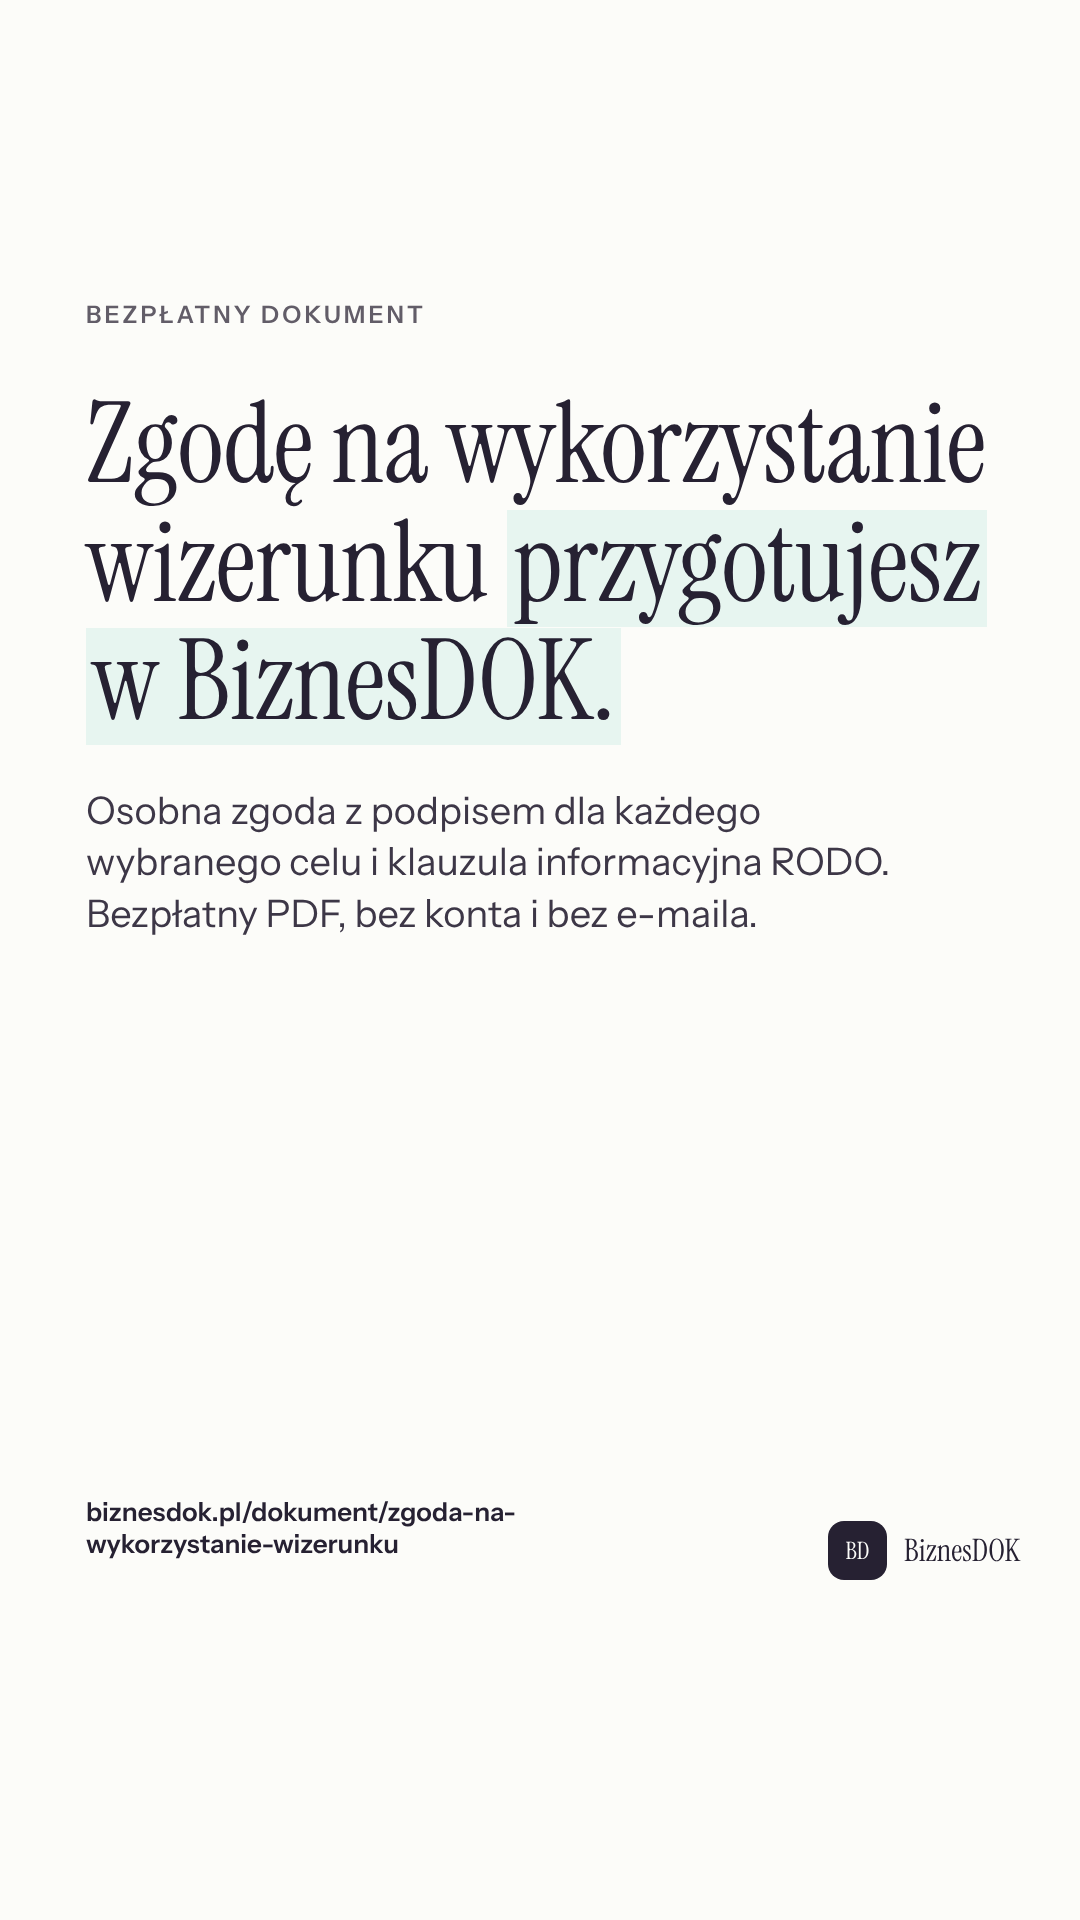 BEZPŁATNY DOKUMENT
Zgodę na wykorzystanie
wizerunku przygotujesz
w BiznesDOK.
Osobna zgoda z podpisem dla każdego
wybranego celu i klauzula informacyjna RODO.
Bezpłatny PDF, bez konta i bez e-maila.
biznesdok.pl/dokument/zgoda-na-
wykorzystanie-wizerunku
BD BiznesDOK